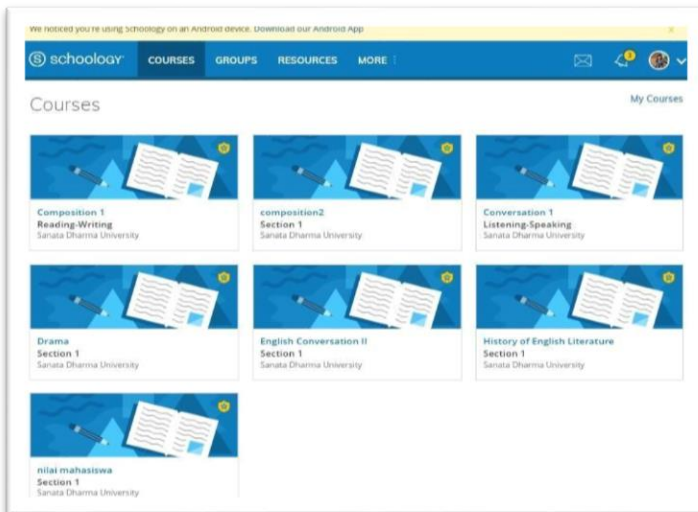 We noticed you're using Schoology on an Android device. Download our Android App x
S schoology COURSES GROUPS RESOURCES MORE
Courses
My Courses
Composition 1
Reading-Writing
Sanata Dharma University
composition2
Section 1
Sanata Dharma University
Conversation 1
Listening-Speaking
Sanata Dharma University
Drama
Section 1
Sanata Dharma University
English Conversation II
Section 1
Sanata Dharma University
History of English Literature
Section 1
Sanata Dharma University
nilai mahasiswa
Section 1
Sanata Dharma University